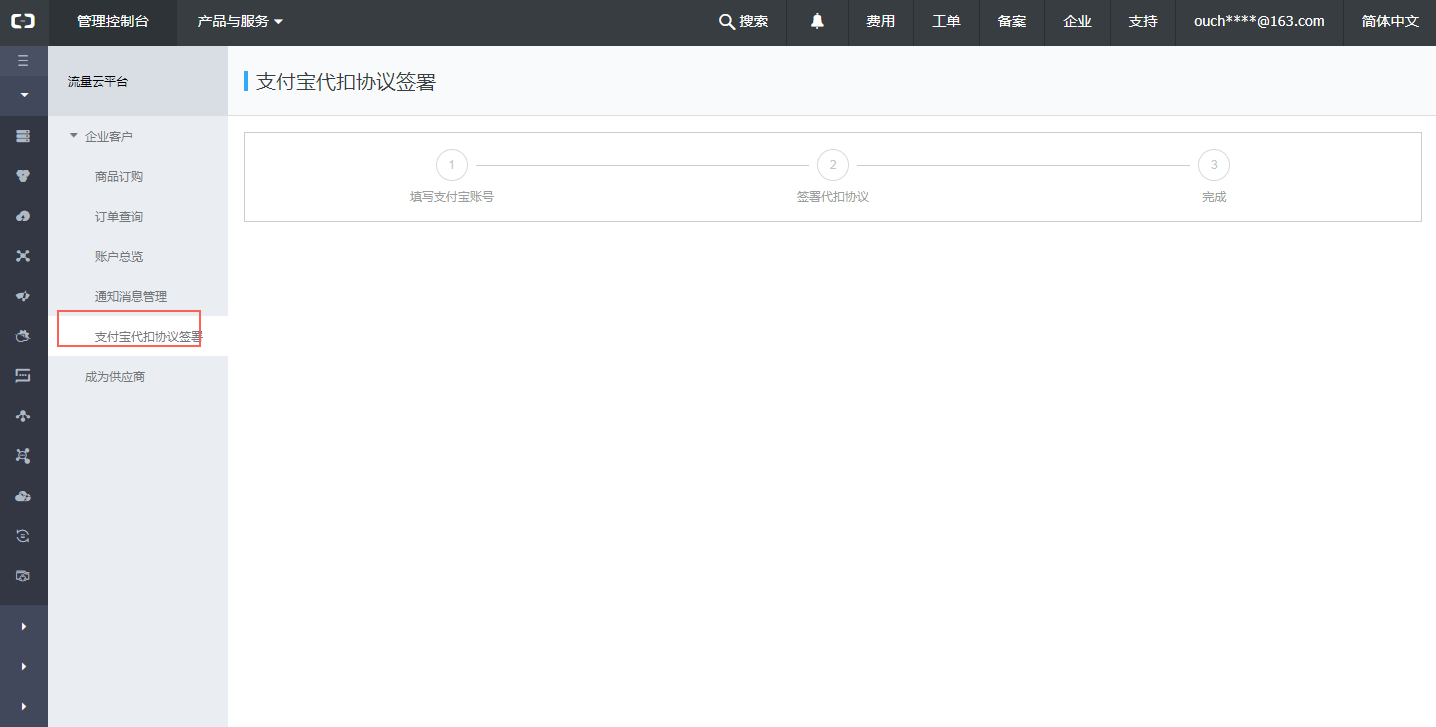 管理控制台 产品与服务 搜索 费用 工单 备案 企业 支持 ouch****@163.com 简体中文
流量云平台
支付宝代扣协议签署
企业客户
商品订购
订单查询
账户总览
通知消息管理
支付宝代扣协议签署
成为供应商
1 2 3
填写支付宝账号 签署代扣协议 完成